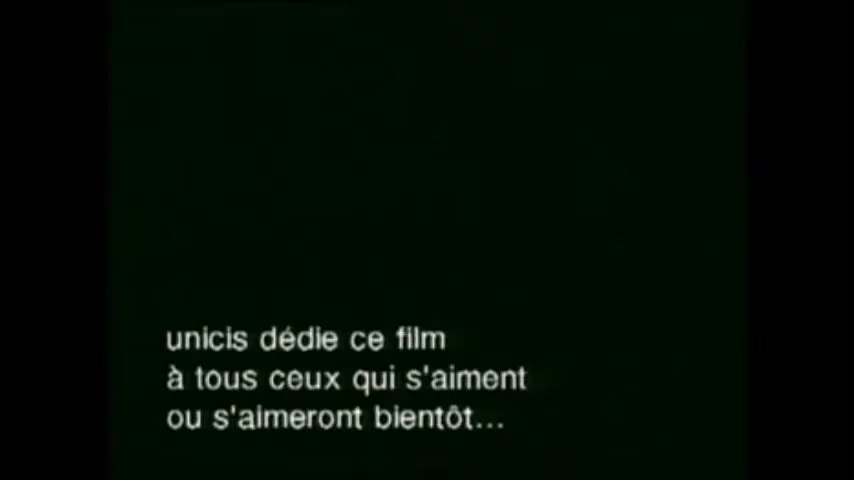 unicis dédie ce film
à tous ceux qui s'aiment
ou s'aimeront bientôt...